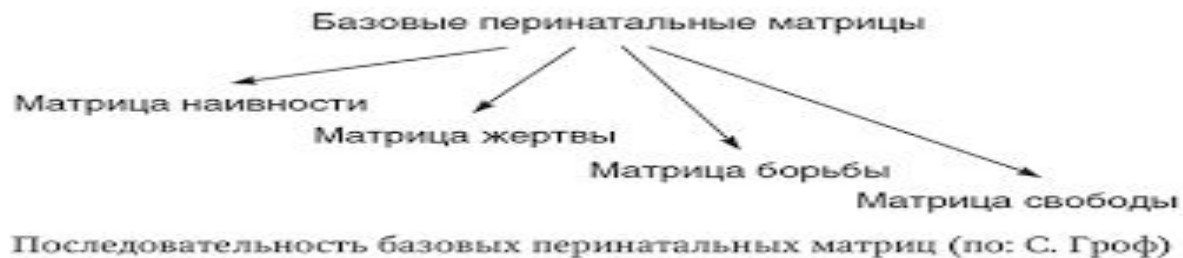 Базовые перинатальные матрицы
Матрица наивности
Матрица жертвы
Матрица борьбы
Матрица свободы
Последовательность базовых перинатальных матриц (по: С. Гроф)